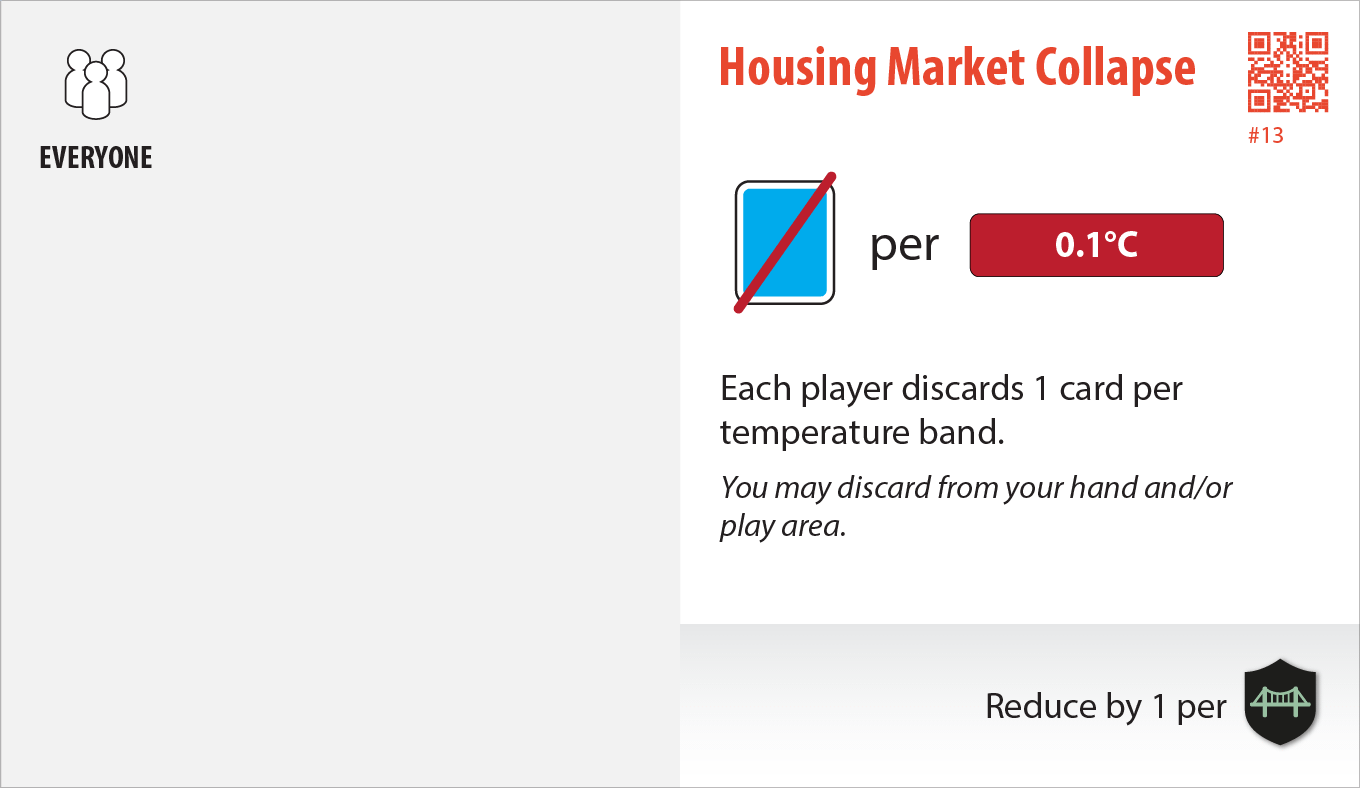 EVERYONE
Housing Market Collapse
#13
per
0.1°C
Each player discards 1 card per
temperature band.
You may discard from your hand and/or
play area.
Reduce by 1 per